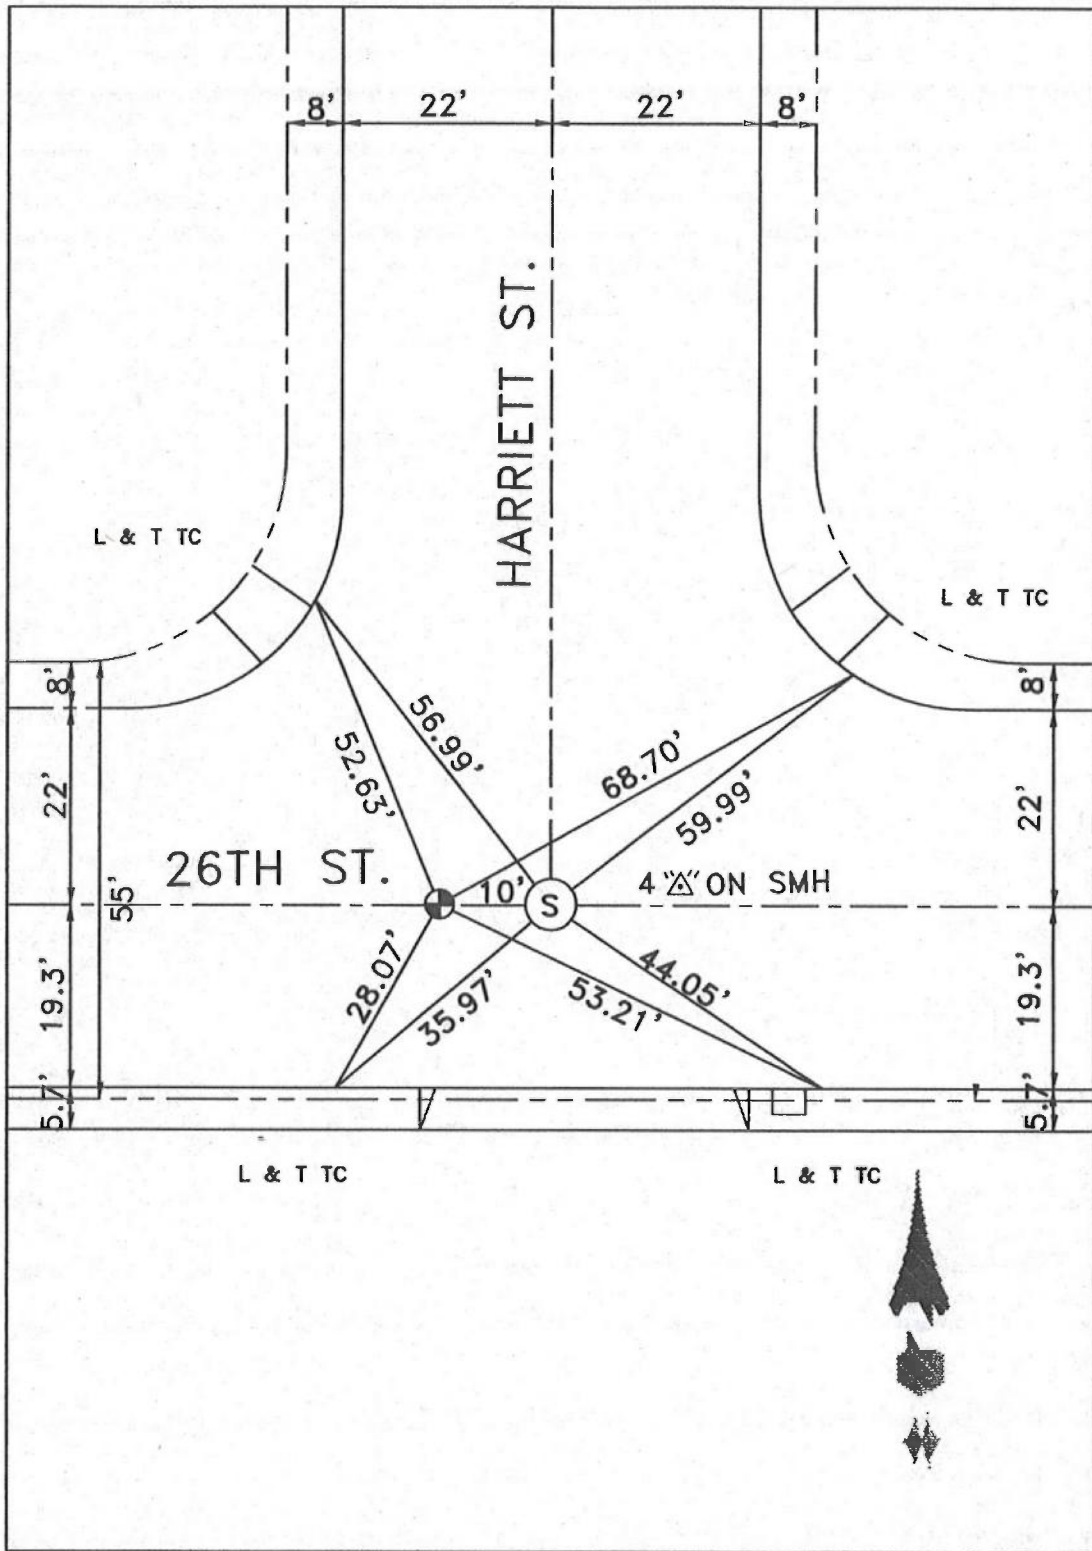 8' 22' 22' 8'
HARRIETT ST.
L & T TC
L & T TC
8'
8'
56.99'
52.63'
68.70'
59.99'
22'
22'
26TH ST.
10'
S
4 "△" ON SMH
55'
19.3'
19.3'
28.07'
35.97'
53.21'
44.05'
5.7'
5.7'
L & T TC
L & T TC